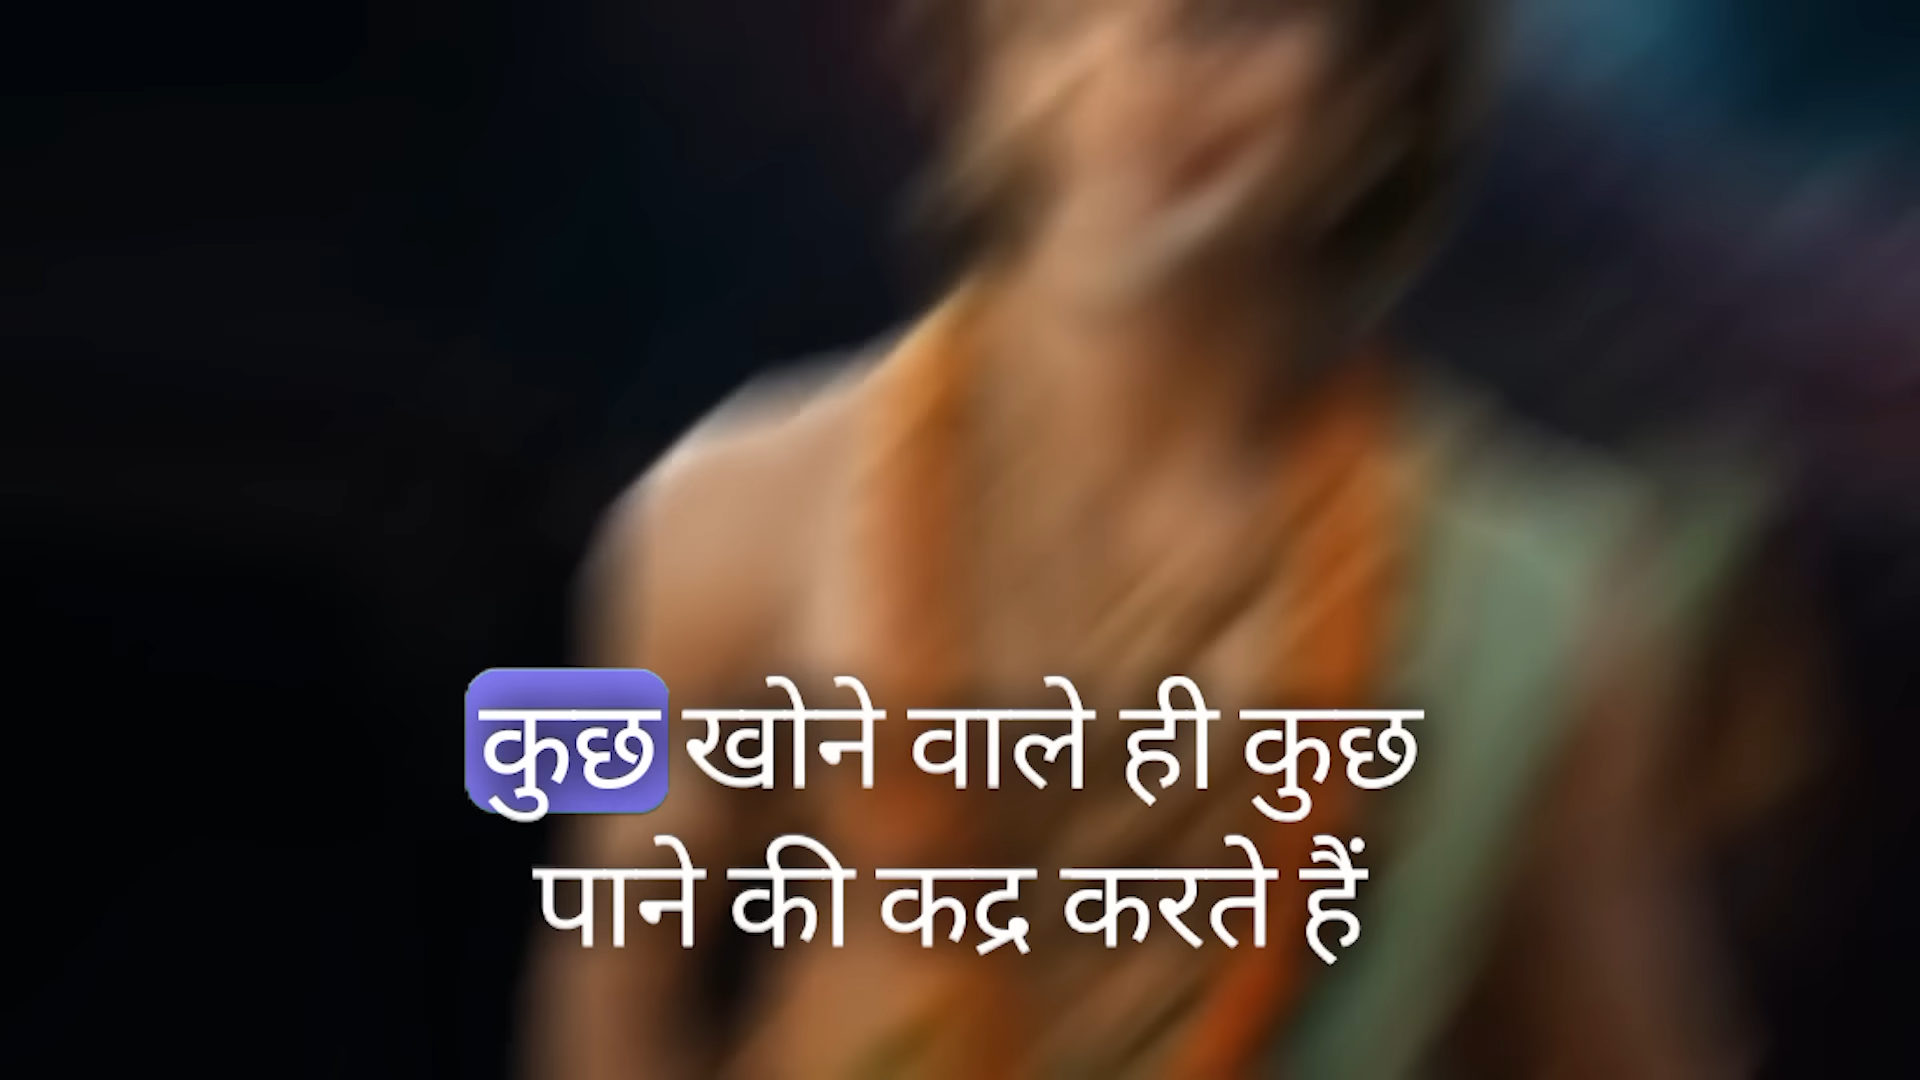 कुछ खोने वाले ही कुछ
पाने की कद्र करते हैं